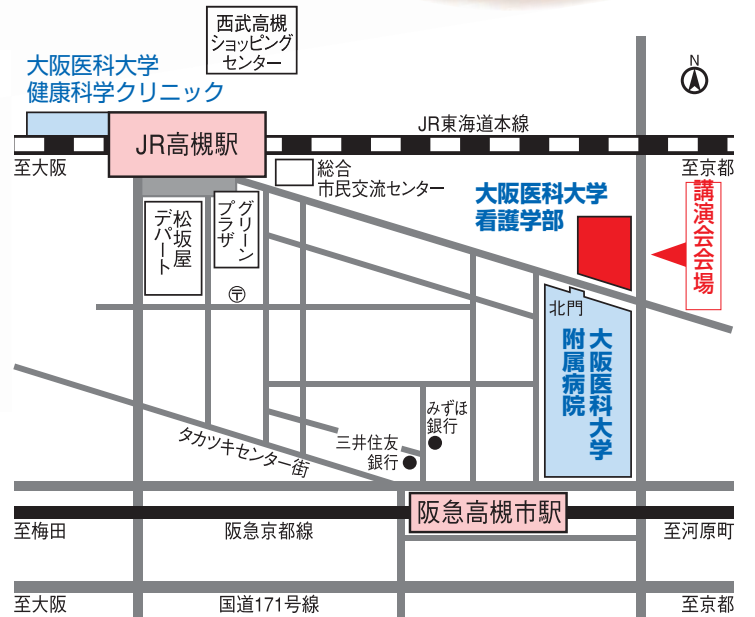 西武高槻
ショッピング
センター
大阪医科大学
健康科学クリニック
N
JR高槻駅
JR東海道本線
至大阪
総合
市民交流センター
至京都
大阪医科大学
看護学部
講演会会場
松坂屋
デパート
グリーン
プラザ
〒
北門
大阪医科大学
附属病院
みずほ
銀行
三井住友
銀行
タカツキセンター街
阪急高槻市駅
至梅田
阪急京都線
至河原町
至大阪
国道171号線
至京都